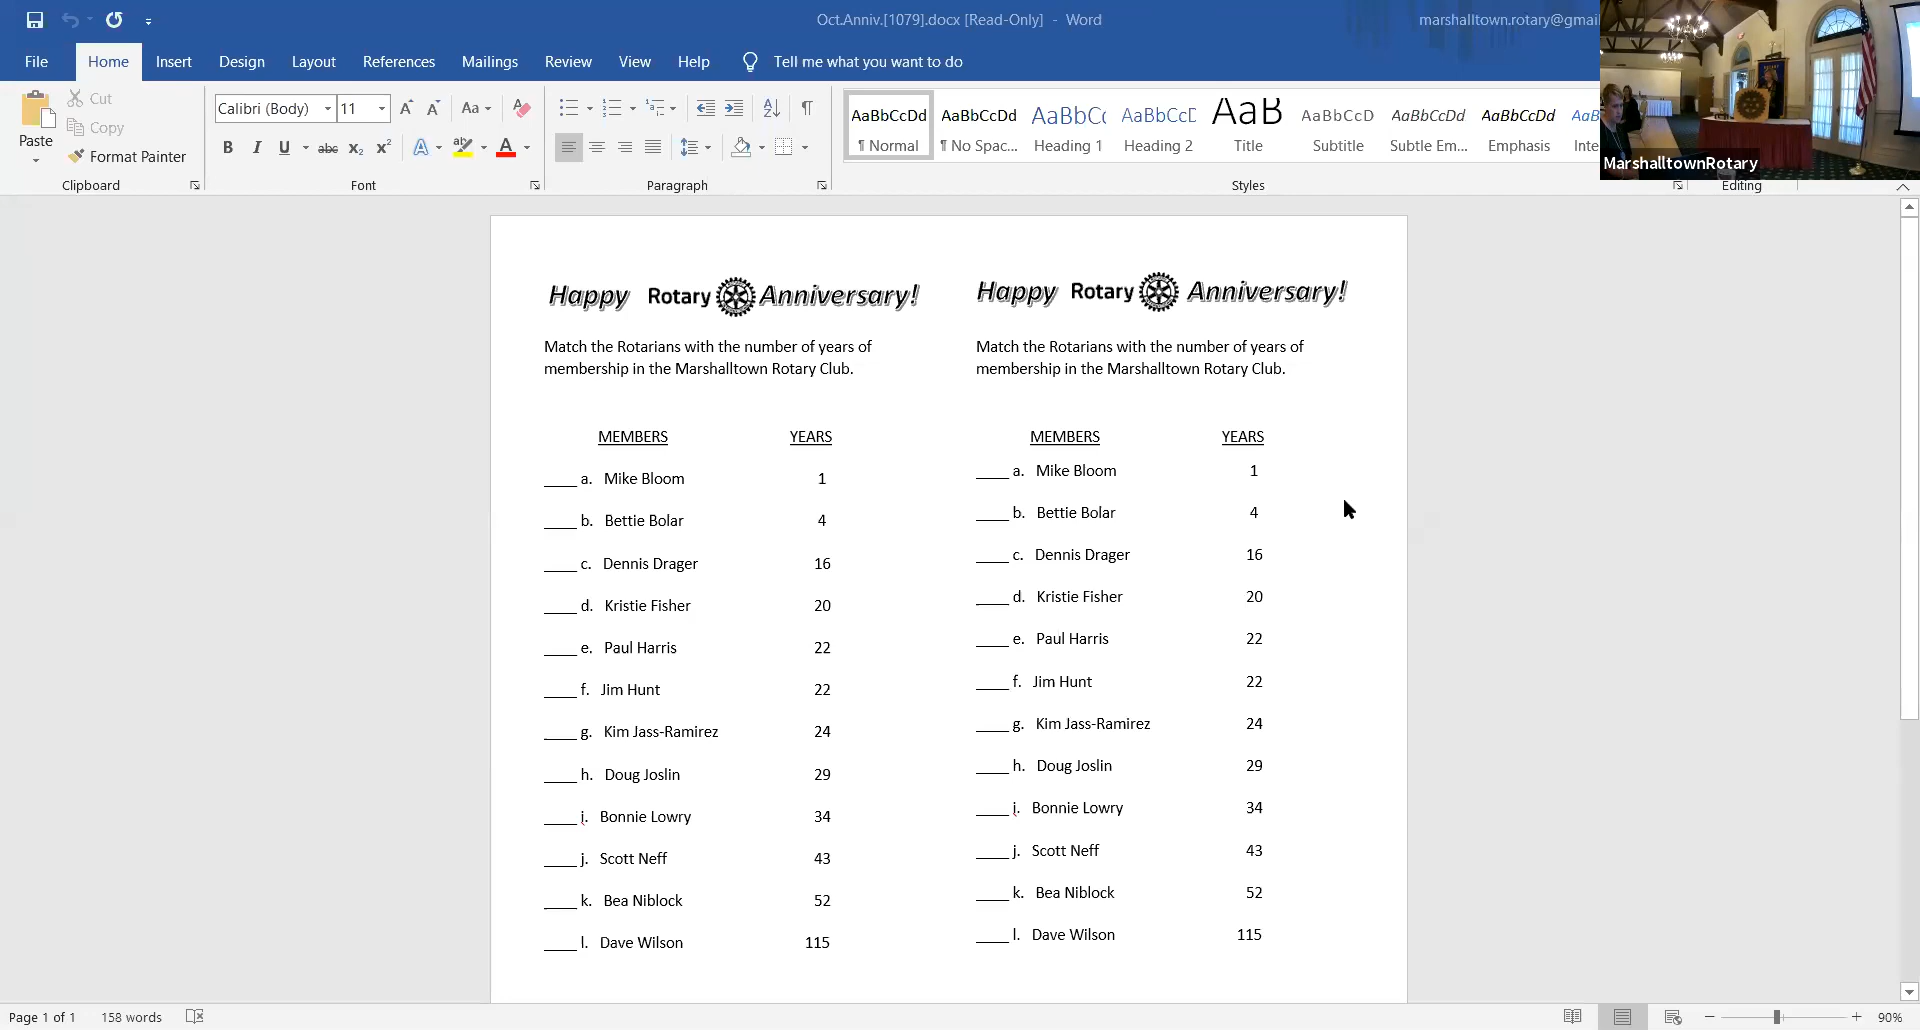 Oct.Anniv.[1079].docx [Read-Only] - Word
marshalltown.rotary@gmai
File Home Insert Design Layout References Mailings Review View Help Tell me what you want to do
Paste
Cut
Copy
Format Painter
Clipboard
Calibri (Body) 11
Font
Paragraph
AaBbCcDd
¶ Normal
AaBbCcDd
¶ No Spac...
AaBbCc
Heading 1
AaBbCcD
Heading 2
AaB
Title
AaBbCcD
Subtitle
AaBbCcDd
Subtle Em...
AaBbCcDd
Emphasis
AaBb
Inte
Styles
Editing
MarshalltownRotary
Happy Rotary Anniversary!
Match the Rotarians with the number of years of
membership in the Marshalltown Rotary Club.
MEMBERS YEARS
____ a. Mike Bloom 1
____ b. Bettie Bolar 4
____ c. Dennis Drager 16
____ d. Kristie Fisher 20
____ e. Paul Harris 22
____ f. Jim Hunt 22
____ g. Kim Jass-Ramirez 24
____ h. Doug Joslin 29
____ i. Bonnie Lowry 34
____ j. Scott Neff 43
____ k. Bea Niblock 52
____ l. Dave Wilson 115
Happy Rotary Anniversary!
Match the Rotarians with the number of years of
membership in the Marshalltown Rotary Club.
MEMBERS YEARS
____ a. Mike Bloom 1
____ b. Bettie Bolar 4
____ c. Dennis Drager 16
____ d. Kristie Fisher 20
____ e. Paul Harris 22
____ f. Jim Hunt 22
____ g. Kim Jass-Ramirez 24
____ h. Doug Joslin 29
____ i. Bonnie Lowry 34
____ j. Scott Neff 43
____ k. Bea Niblock 52
____ l. Dave Wilson 115
Page 1 of 1 158 words
90%